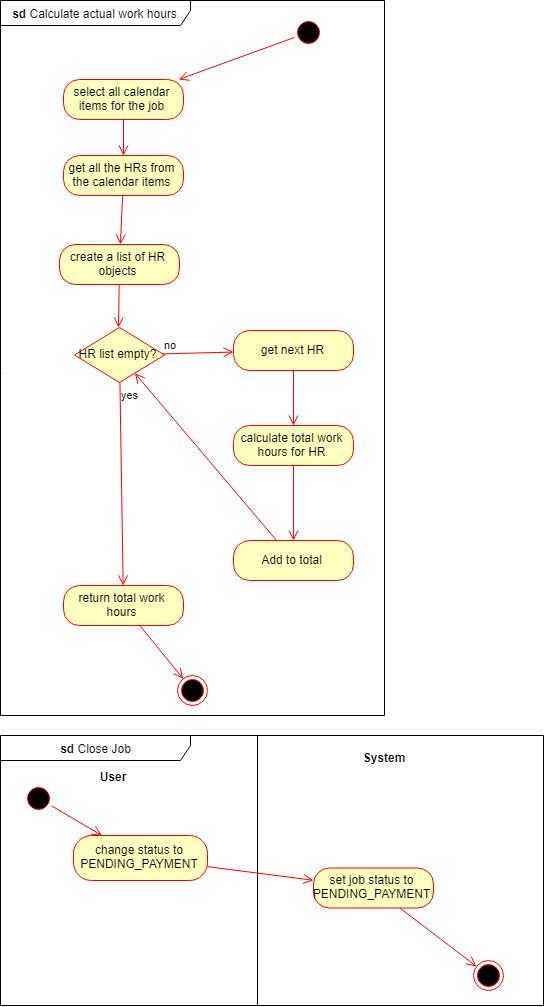 sd Calculate actual work hours
select all calendar
items for the job
get all the HRs from
the calendar items
create a list of HR
objects
HR list empty?
no
get next HR
yes
calculate total work
hours for HR
Add to total
return total work
hours
sd Close Job
User
System
change status to
PENDING_PAYMENT
set job status to
PENDING_PAYMENT